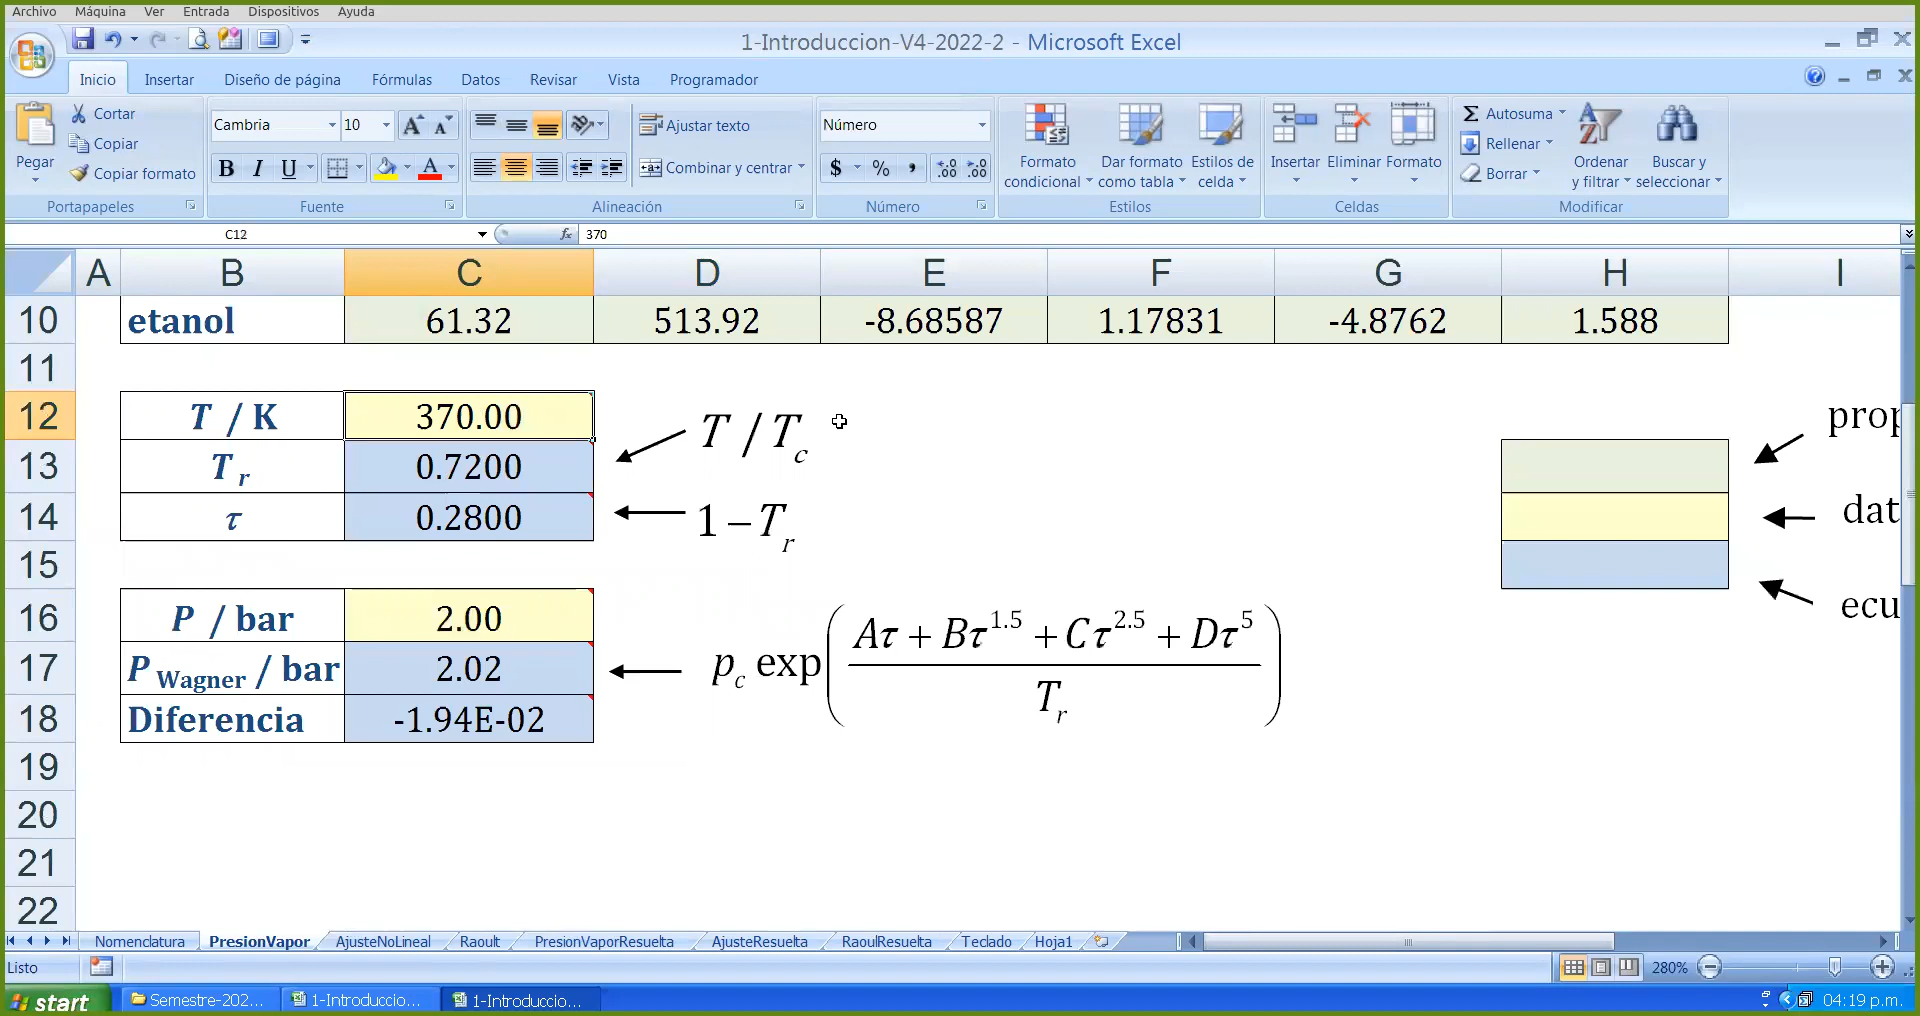 Archivo Máquina Ver Entrada Dispositivos Ayuda
1-Introduccion-V4-2022-2 - Microsoft Excel
Inicio Insertar Diseño de página Fórmulas Datos Revisar Vista Programador
Pegar
Cortar
Copiar
Copiar formato
Portapapeles
Cambria 10
N I U
Fuente
Ajustar texto
Combinar y centrar
Alineación
Número
$ % ,
Número
Formato condicional
Dar formato como tabla
Estilos de celda
Estilos
Insertar Eliminar Formato
Celdas
Σ Autosuma
Rellenar
Borrar
Ordenar y filtrar
Buscar y seleccionar
Modificar
C12 fx 370
A B C D E F G H I
10 etanol 61.32 513.92 -8.68587 1.17831 -4.8762 1.588
11
12 T / K 370.00
T / Tc
prop
13 Tr 0.7200
14 τ 0.2800
1 – Tr
dat
15
ecu
16 P / bar 2.00
17 P Wagner / bar 2.02
pc exp( (Aτ + Bτ^1.5 + Cτ^2.5 + Dτ^5) / Tr )
18 Diferencia -1.94E-02
19
20
21
22
Nomenclatura PresionVapor AjusteNoLineal Raoult PresionVaporResuelta AjusteResuelta RaoulResuelta Teclado Hoja1
Listo 280%
start Semestre-202... 1-Introduccio... 1-Introduccio... 04:19 p.m.